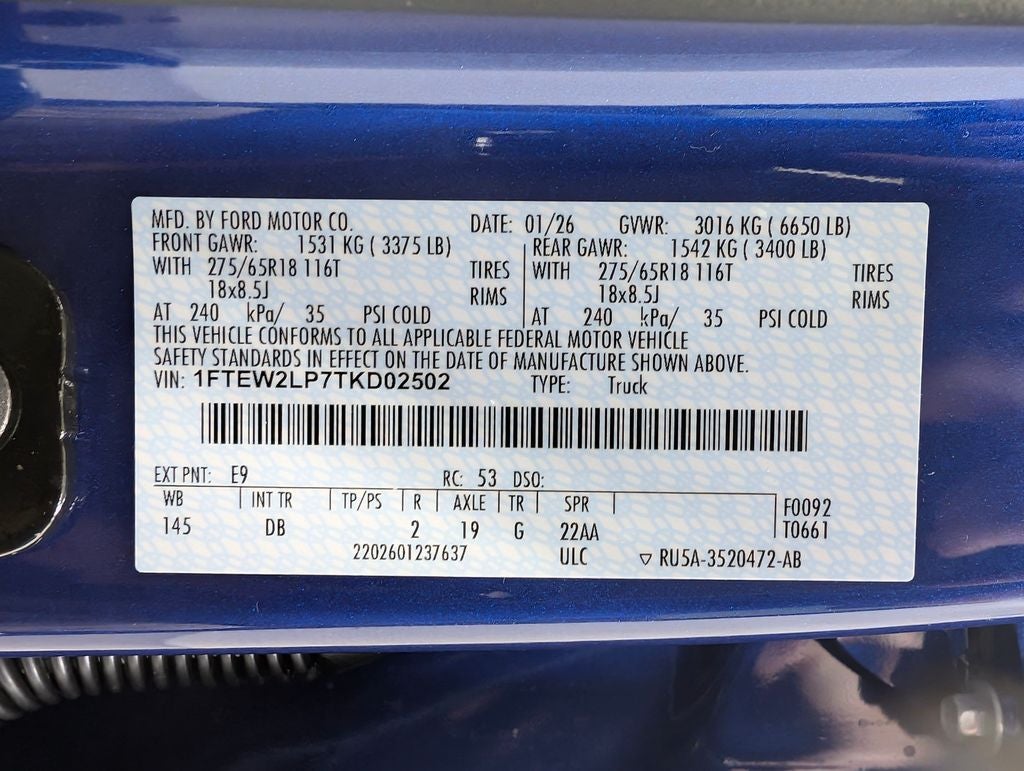 MFD. BY FORD MOTOR CO. DATE: 01/26 GVWR: 3016 KG ( 6650 LB)
FRONT GAWR: 1531 KG ( 3375 LB) REAR GAWR: 1542 KG ( 3400 LB)
WITH 275/65R18 116T TIRES WITH 275/65R18 116T TIRES
18x8.5J RIMS 18x8.5J RIMS
AT 240 kPa/ 35 PSI COLD AT 240 kPa/ 35 PSI COLD
THIS VEHICLE CONFORMS TO ALL APPLICABLE FEDERAL MOTOR VEHICLE
SAFETY STANDARDS IN EFFECT ON THE DATE OF MANUFACTURE SHOWN ABOVE.
VIN: 1FTEW2LP7TKD02502 TYPE: Truck
EXT PNT: E9 RC: 53 DSO:
WB INT TR TP/PS R AXLE TR SPR F0092
145 DB 2 19 G 22AA T0661
2202601237637 ULC ▽ RU5A-3520472-AB